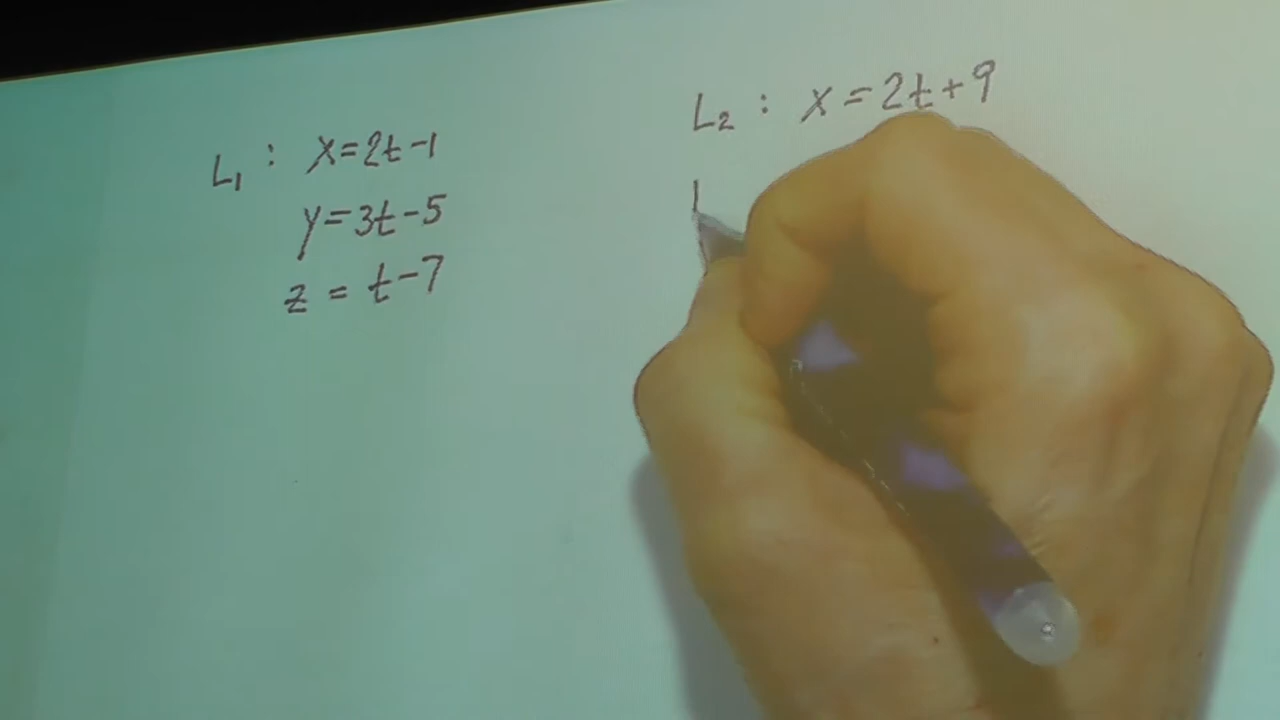 L₁ : x=2t-1
y=3t-5
z = t-7
L₂ : x=2t+9